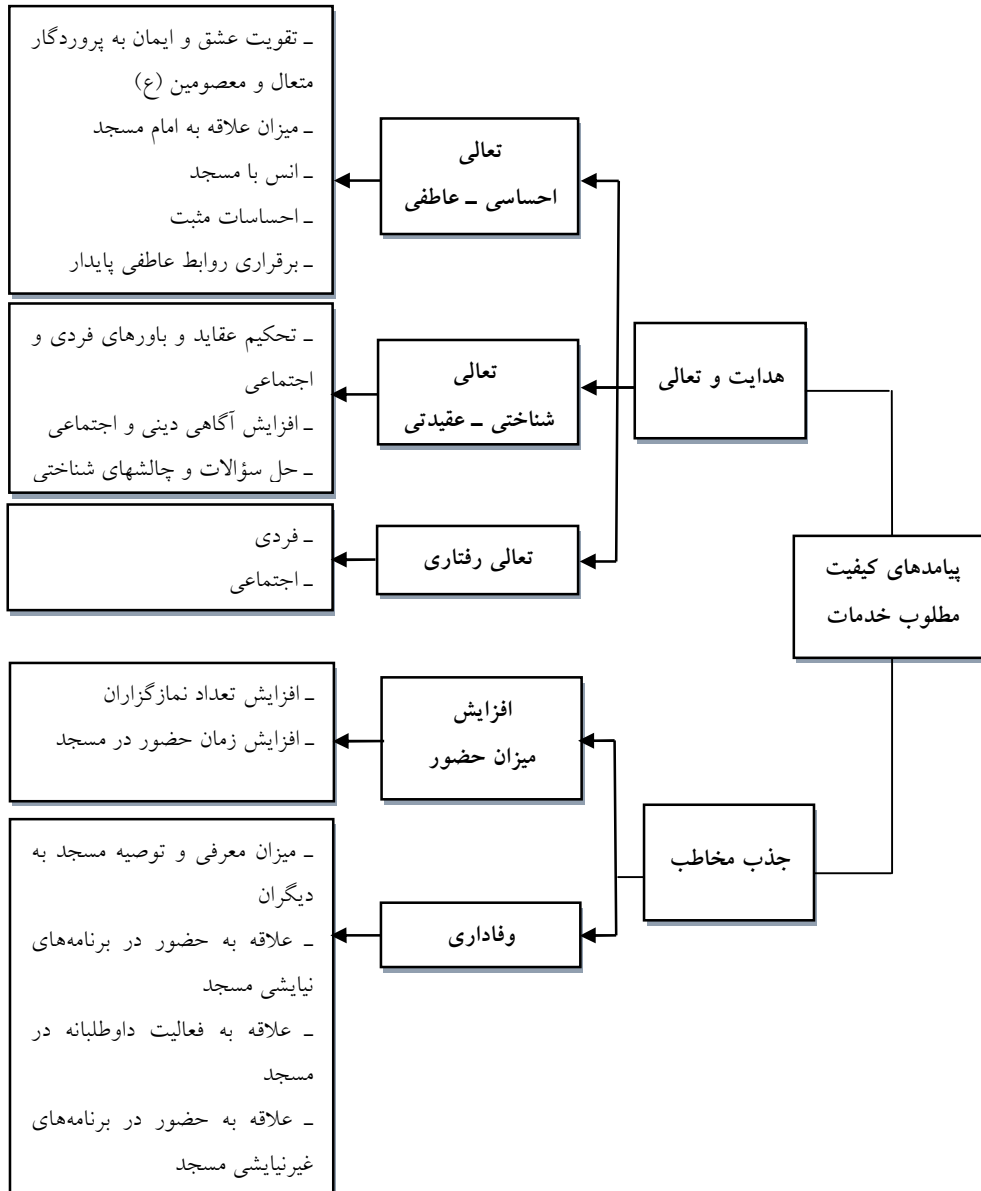 پیامدهای کیفیت
مطلوب خدمات
هدایت و تعالی
تعالی
احساسی ـ عاطفی
ـ تقویت عشق و ایمان به پروردگار
متعال و معصومین (ع)
ـ میزان علاقه به امام مسجد
ـ انس با مسجد
ـ احساسات مثبت
ـ برقراری روابط عاطفی پایدار
تعالی
شناختی ـ عقیدتی
ـ تحکیم عقاید و باورهای فردی و
اجتماعی
ـ افزایش آگاهی دینی و اجتماعی
ـ حل سؤالات و چالشهای شناختی
تعالی رفتاری
ـ فردی
ـ اجتماعی
جذب مخاطب
افزایش
میزان حضور
ـ افزایش تعداد نمازگزاران
ـ افزایش زمان حضور در مسجد
وفاداری
ـ میزان معرفی و توصیه مسجد به
دیگران
ـ علاقه به حضور در برنامه‌های
نیایشی مسجد
ـ علاقه به فعالیت داوطلبانه در
مسجد
ـ علاقه به حضور در برنامه‌های
غیرنیایشی مسجد